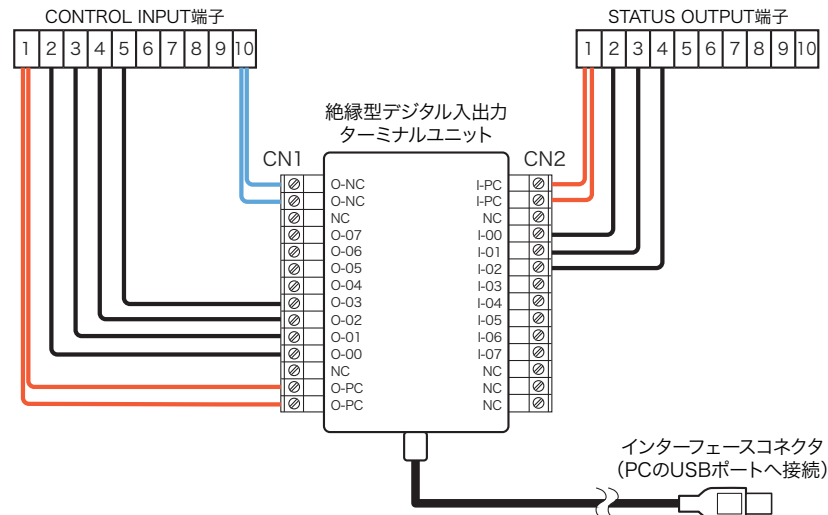 CONTROL INPUT端子
1 2 3 4 5 6 7 8 9 10
STATUS OUTPUT端子
1 2 3 4 5 6 7 8 9 10
絶縁型デジタル入出力
ターミナルユニット
CN1
CN2
O-NC
O-NC
NC
O-07
O-06
O-05
O-04
O-03
O-02
O-01
O-00
NC
O-PC
O-PC
I-PC
I-PC
NC
I-00
I-01
I-02
I-03
I-04
I-05
I-06
I-07
NC
NC
NC
インターフェースコネクタ
(PCのUSBポートへ接続)